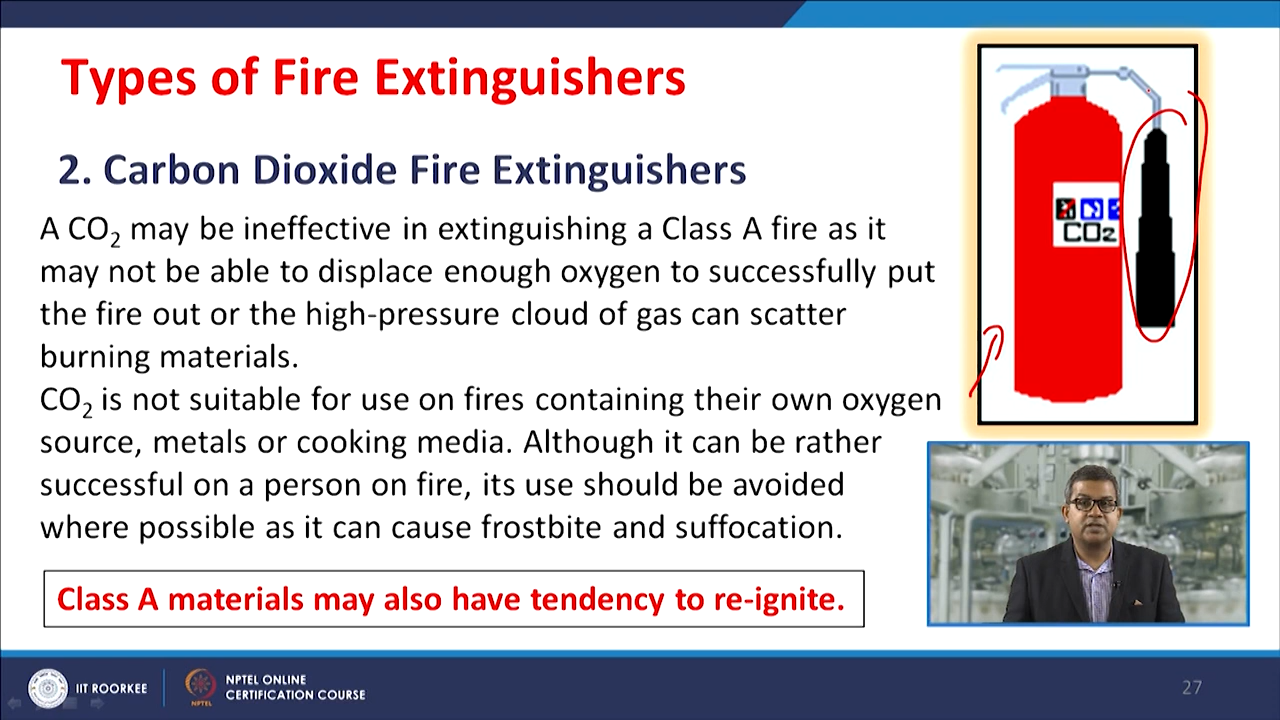 Types of Fire Extinguishers
2. Carbon Dioxide Fire Extinguishers
A CO₂ may be ineffective in extinguishing a Class A fire as it
may not be able to displace enough oxygen to successfully put
the fire out or the high-pressure cloud of gas can scatter
burning materials.
CO₂ is not suitable for use on fires containing their own oxygen
source, metals or cooking media. Although it can be rather
successful on a person on fire, its use should be avoided
where possible as it can cause frostbite and suffocation.
Class A materials may also have tendency to re-ignite.
CO₂
IIT ROORKEE
NPTEL
NPTEL ONLINE
CERTIFICATION COURSE
27